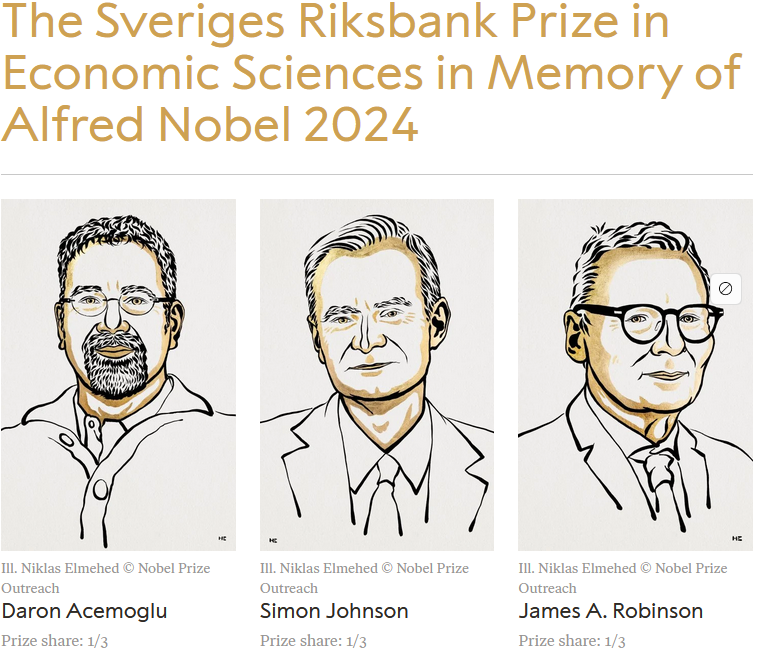 The Sveriges Riksbank Prize in
Economic Sciences in Memory of
Alfred Nobel 2024
Ill. Niklas Elmehed © Nobel Prize
Outreach
Daron Acemoglu
Prize share: 1/3
Ill. Niklas Elmehed © Nobel Prize
Outreach
Simon Johnson
Prize share: 1/3
Ill. Niklas Elmehed © Nobel Prize
Outreach
James A. Robinson
Prize share: 1/3